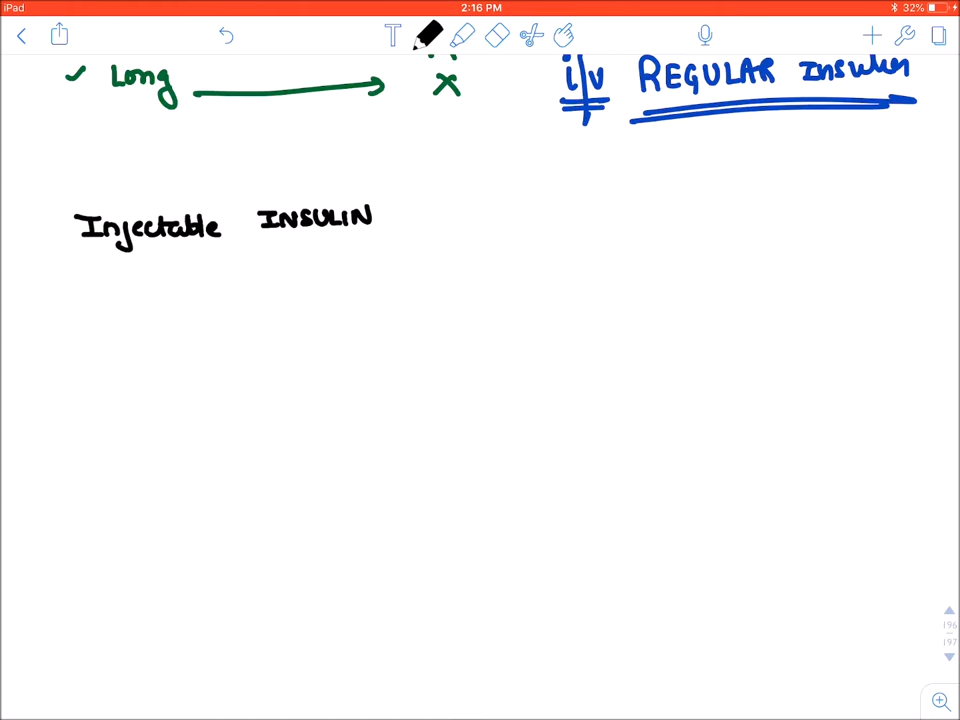 iPad 2:16 PM 32%
T
✓ Long → x i/v REGULAR Insulin
Injectable INSULIN
196
197